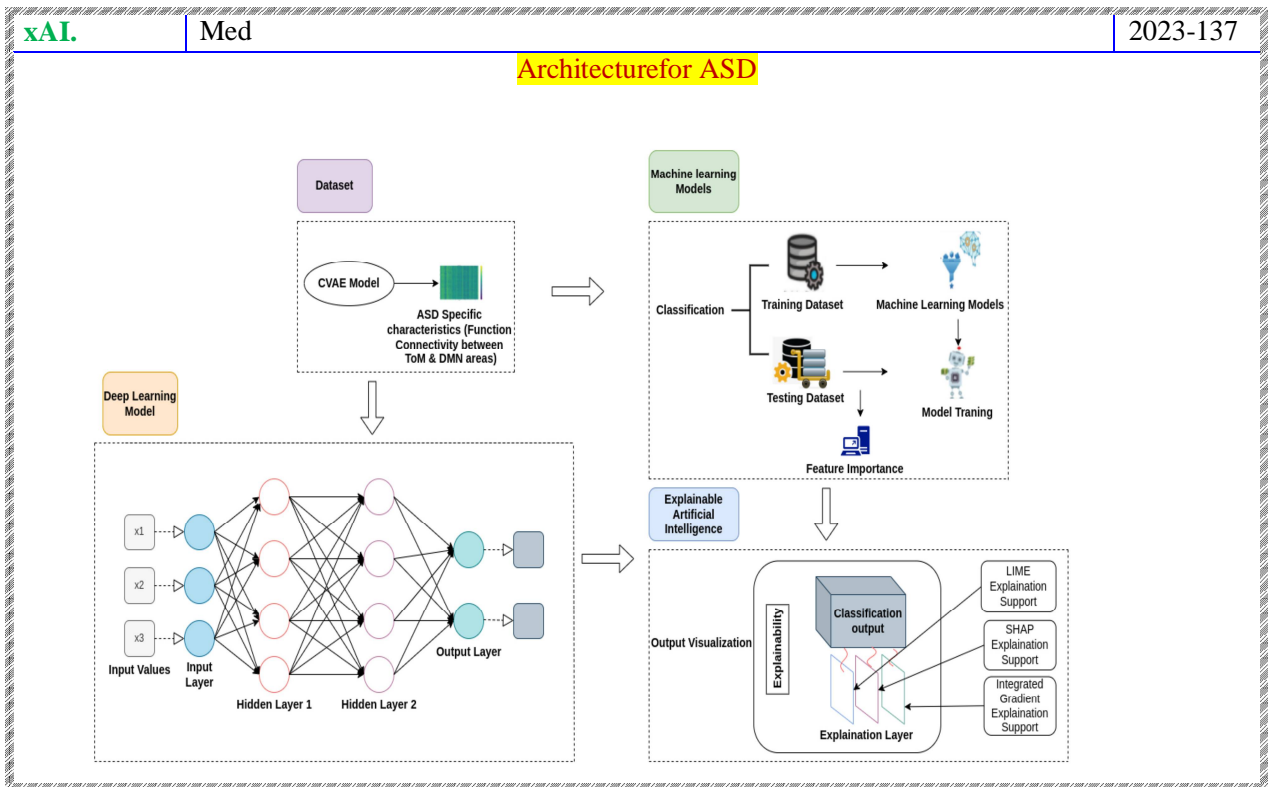 xAI. Med 2023-137
Architecturefor ASD
Dataset
CVAE Model
ASD Specific
characteristics (Function
Connectivity between
ToM & DMN areas)
Machine learning
Models
Classification
Training Dataset
Machine Learning Models
Testing Dataset
Model Traning
Feature Importance
Deep Learning
Model
x1
x2
x3
Input Values
Input
Layer
Hidden Layer 1
Hidden Layer 2
Output Layer
Explainable
Artificial
Intelligence
Output Visualization
Explainability
Classification
output
Explaination Layer
LIME
Explaination
Support
SHAP
Explaination
Support
Integrated
Gradient
Explaination
Support